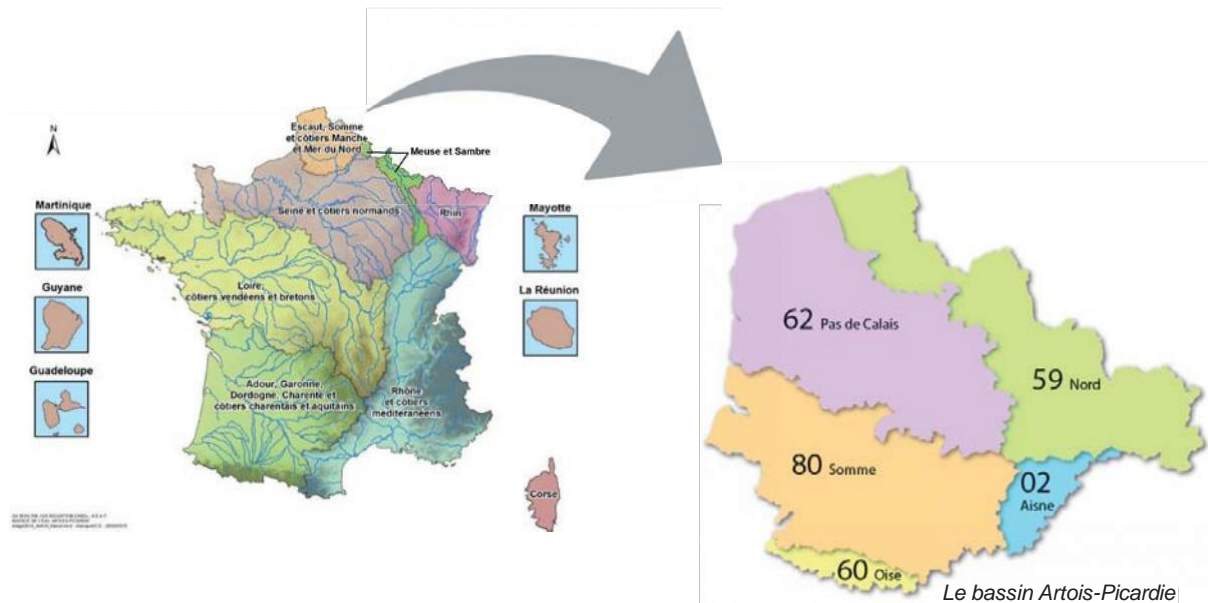 N
Escaut, Somme
et côtiers Manche
et Mer du Nord
Meuse et Sambre
Martinique
Seine et côtiers normands
Rhin
Mayotte
Guyane
Loire,
côtiers vendéens et bretons
La Réunion
Guadeloupe
Adour, Garonne,
Dordogne, Charente et
côtiers charentais et aquitains
Rhône
et côtiers
méditeranéens
Corse
62 Pas de Calais
59 Nord
80 Somme
02
Aisne
60 Oise
Le bassin Artois-Picardie